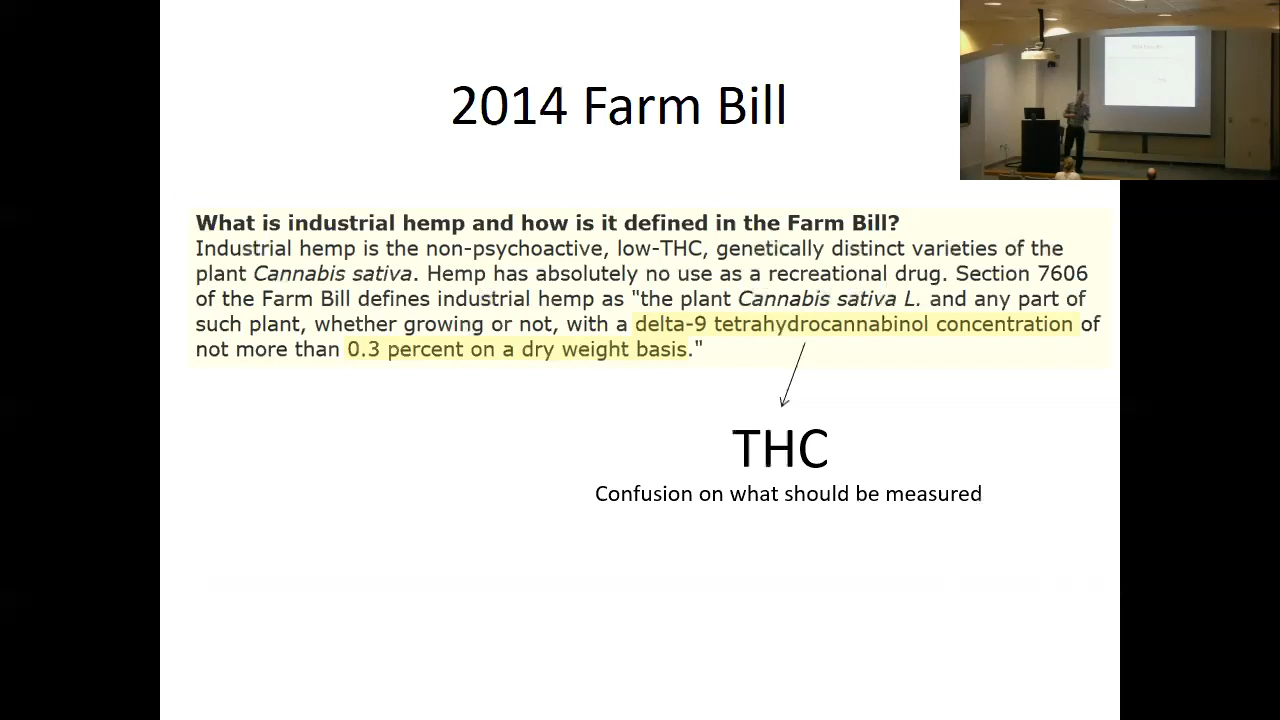 2014 Farm Bill
What is industrial hemp and how is it defined in the Farm Bill?
Industrial hemp is the non-psychoactive, low-THC, genetically distinct varieties of the
plant Cannabis sativa. Hemp has absolutely no use as a recreational drug. Section 7606
of the Farm Bill defines industrial hemp as "the plant Cannabis sativa L. and any part of
such plant, whether growing or not, with a delta-9 tetrahydrocannabinol concentration of
not more than 0.3 percent on a dry weight basis."
THC
Confusion on what should be measured